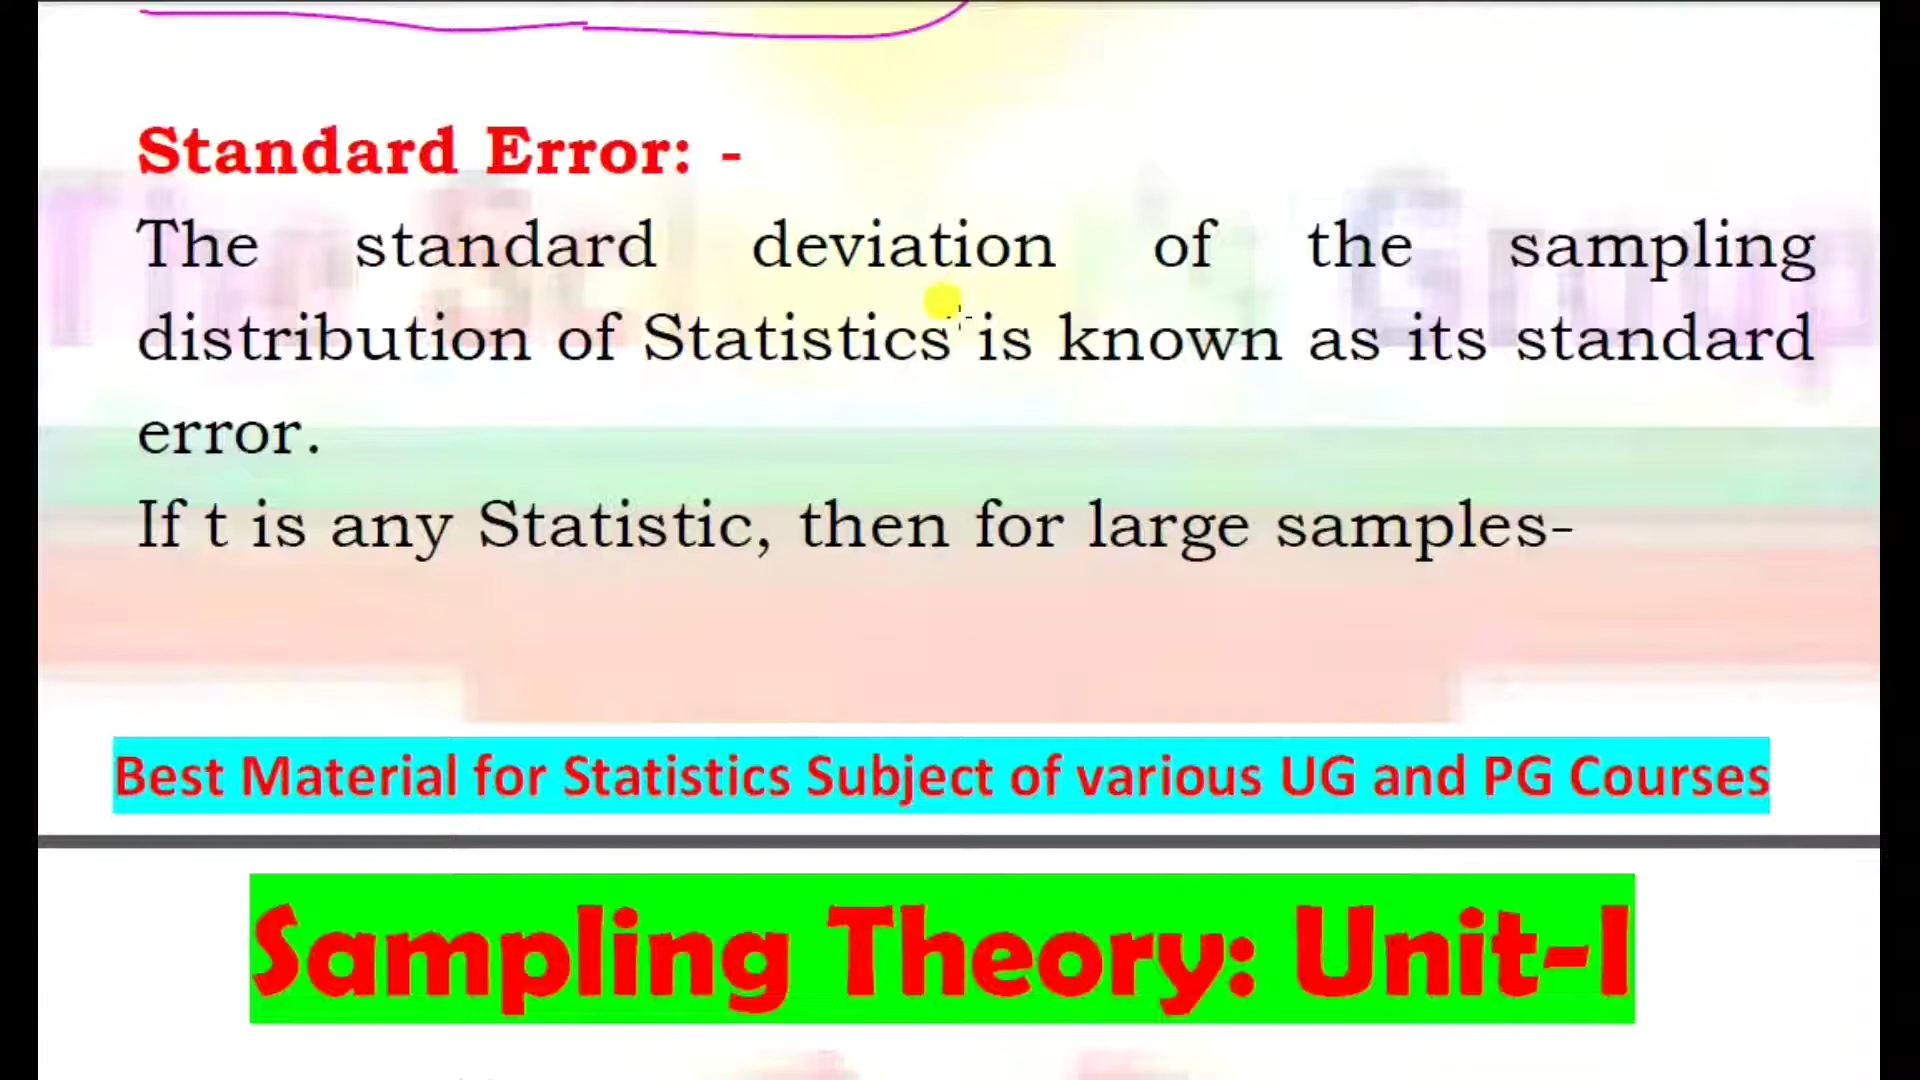 Standard Error: -
The standard deviation of the sampling
distribution of Statistics is known as its standard
error.
If t is any Statistic, then for large samples-
Best Material for Statistics Subject of various UG and PG Courses
Sampling Theory: Unit-I